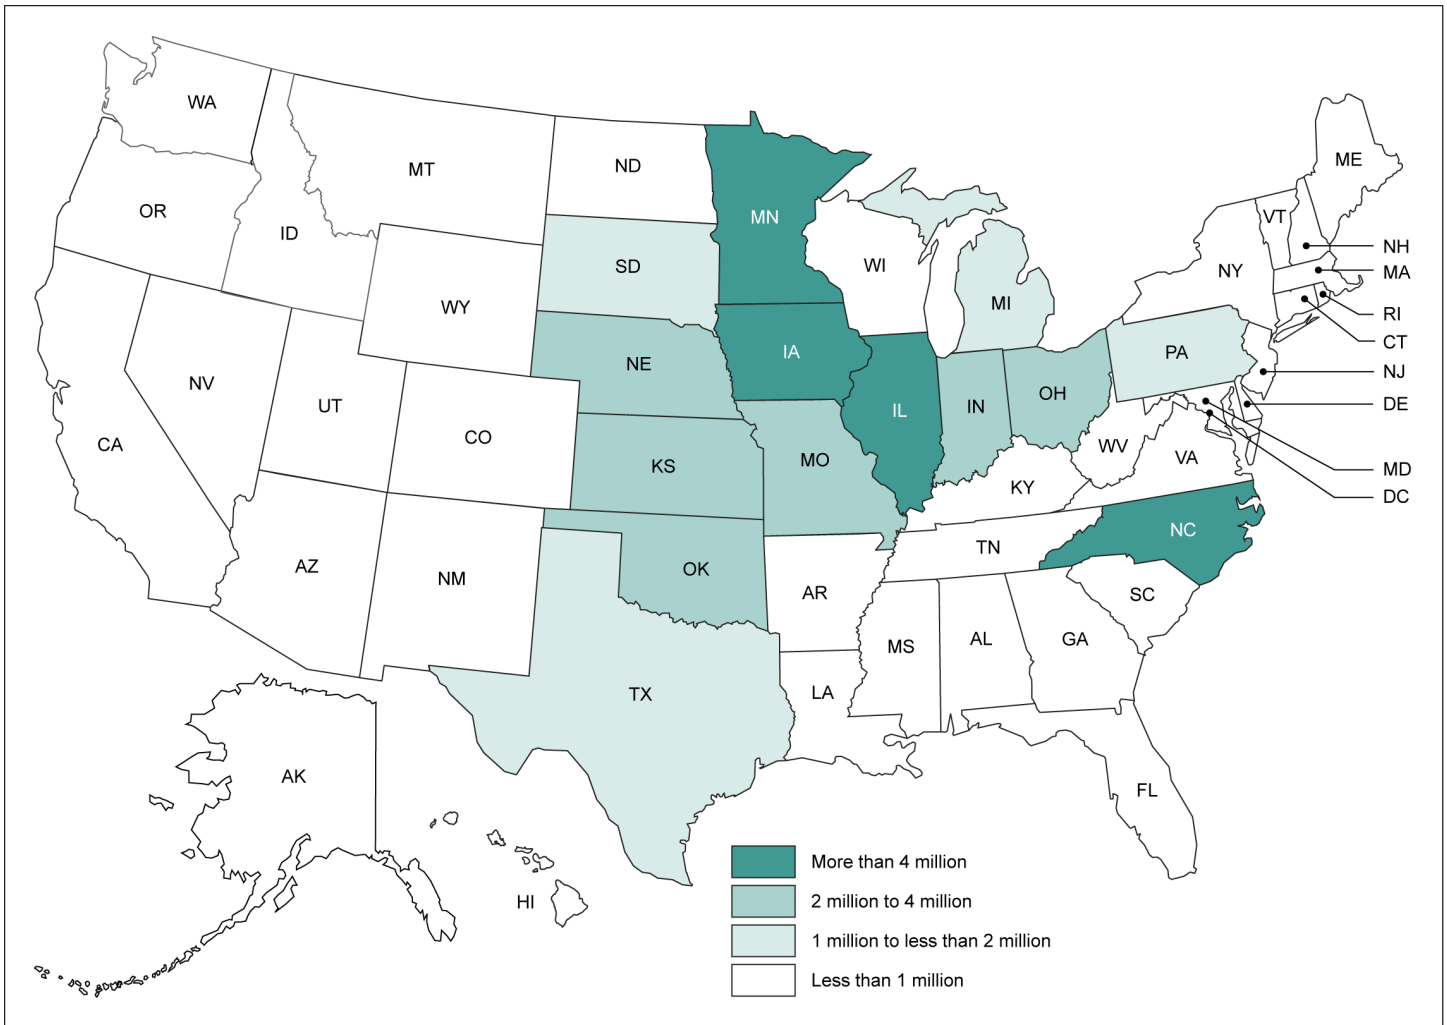 WA
MT
ND
MN
ME
OR
ID
SD
WI
MI
NY
VT
NH
MA
RI
CT
NJ
DE
MD
DC
WY
NE
IA
PA
NV
UT
CO
KS
MO
IL
IN
OH
WV
VA
KY
CA
AZ
NM
OK
AR
TN
NC
SC
MS
AL
GA
TX
LA
FL
AK
HI
More than 4 million
2 million to 4 million
1 million to less than 2 million
Less than 1 million